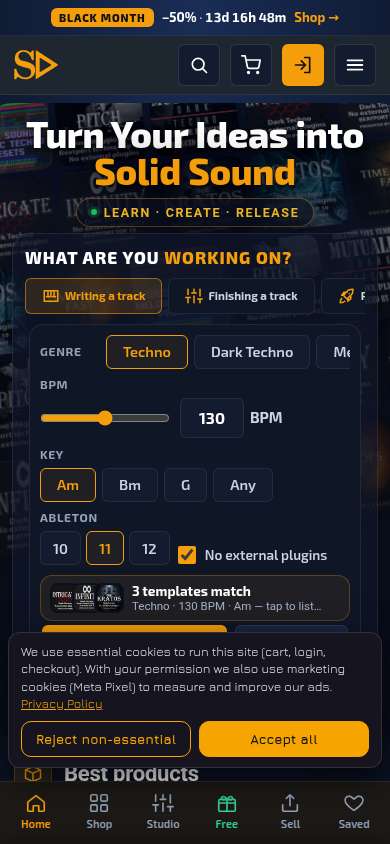 BLACK MONTH −50% · 13d 16h 48m Shop →
Turn Your Ideas into
Solid Sound
LEARN · CREATE · RELEASE
WHAT ARE YOU WORKING ON?
Writing a track Finishing a track
GENRE Techno Dark Techno
BPM
130 BPM
KEY
Am Bm G Any
ABLETON
10 11 12 No external plugins
3 templates match
Techno · 130 BPM · Am — tap to list...
We use essential cookies to run this site (cart, login,
checkout). With your permission we also use marketing
cookies (Meta Pixel) to measure and improve our ads.
Privacy Policy
Reject non-essential Accept all
Best products
Home Shop Studio Free Sell Saved